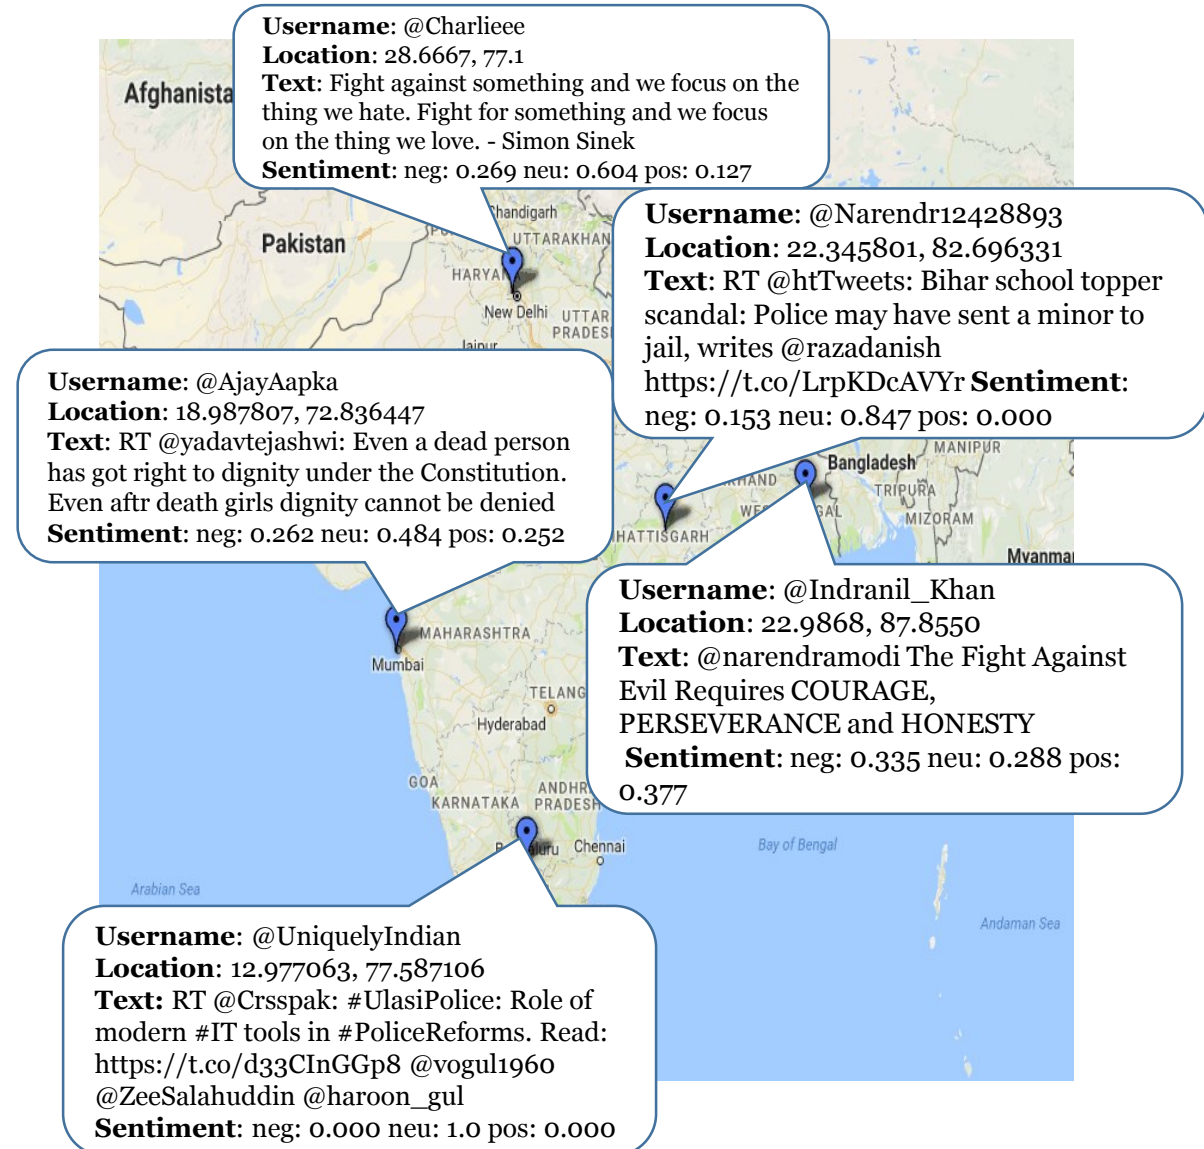 Username: @Charlieee
Location: 28.6667, 77.1
Text: Fight against something and we focus on the
thing we hate. Fight for something and we focus
on the thing we love. - Simon Sinek
Sentiment: neg: 0.269 neu: 0.604 pos: 0.127
Afghanista
Pakistan
Chandigarh
UTTARAKHAN
HARYANA
New Delhi
UTTAR
PRADESH
Jaipur
Username: @Narendr12428893
Location: 22.345801, 82.696331
Text: RT @htTweets: Bihar school topper
scandal: Police may have sent a minor to
jail, writes @razadanish
https://t.co/LrpKDcAVYr Sentiment:
neg: 0.153 neu: 0.847 pos: 0.000
Username: @AjayAapka
Location: 18.987807, 72.836447
Text: RT @yadavtejashwi: Even a dead person
has got right to dignity under the Constitution.
Even aftr death girls dignity cannot be denied
Sentiment: neg: 0.262 neu: 0.484 pos: 0.252
Bangladesh
MANIPUR
KHAND
TRIPURA
MIZORAM
HATTISGARH
Myanmar
Username: @Indranil_Khan
Location: 22.9868, 87.8550
Text: @narendramodi The Fight Against
Evil Requires COURAGE,
PERSEVERANCE and HONESTY
Sentiment: neg: 0.335 neu: 0.288 pos:
0.377
MAHARASHTRA
Mumbai
TELANG
Hyderabad
GOA
KARNATAKA
ANDHR
PRADESH
Chennai
Bay of Bengal
Arabian Sea
Andaman Sea
Username: @UniquelyIndian
Location: 12.977063, 77.587106
Text: RT @Crsspak: #UlasiPolice: Role of
modern #IT tools in #PoliceReforms. Read:
https://t.co/d33CInGGp8 @vogul1960
@ZeeSalahuddin @haroon_gul
Sentiment: neg: 0.000 neu: 1.0 pos: 0.000